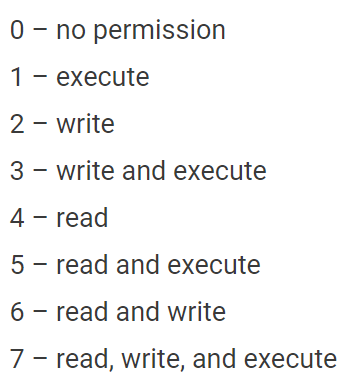 0 – no permission
1 – execute
2 – write
3 – write and execute
4 – read
5 – read and execute
6 – read and write
7 – read, write, and execute